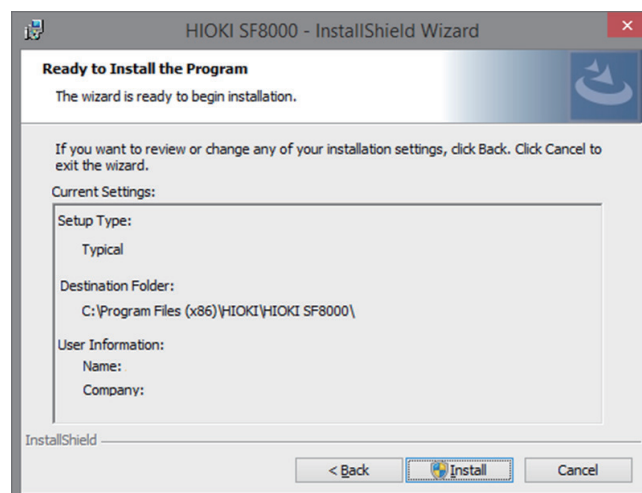 HIOKI SF8000 - InstallShield Wizard
Ready to Install the Program
The wizard is ready to begin installation.
If you want to review or change any of your installation settings, click Back. Click Cancel to
exit the wizard.
Current Settings:
Setup Type:
Typical
Destination Folder:
C:\Program Files (x86)\HIOKI\HIOKI SF8000\
User Information:
Name:
Company:
InstallShield
< Back
Install
Cancel